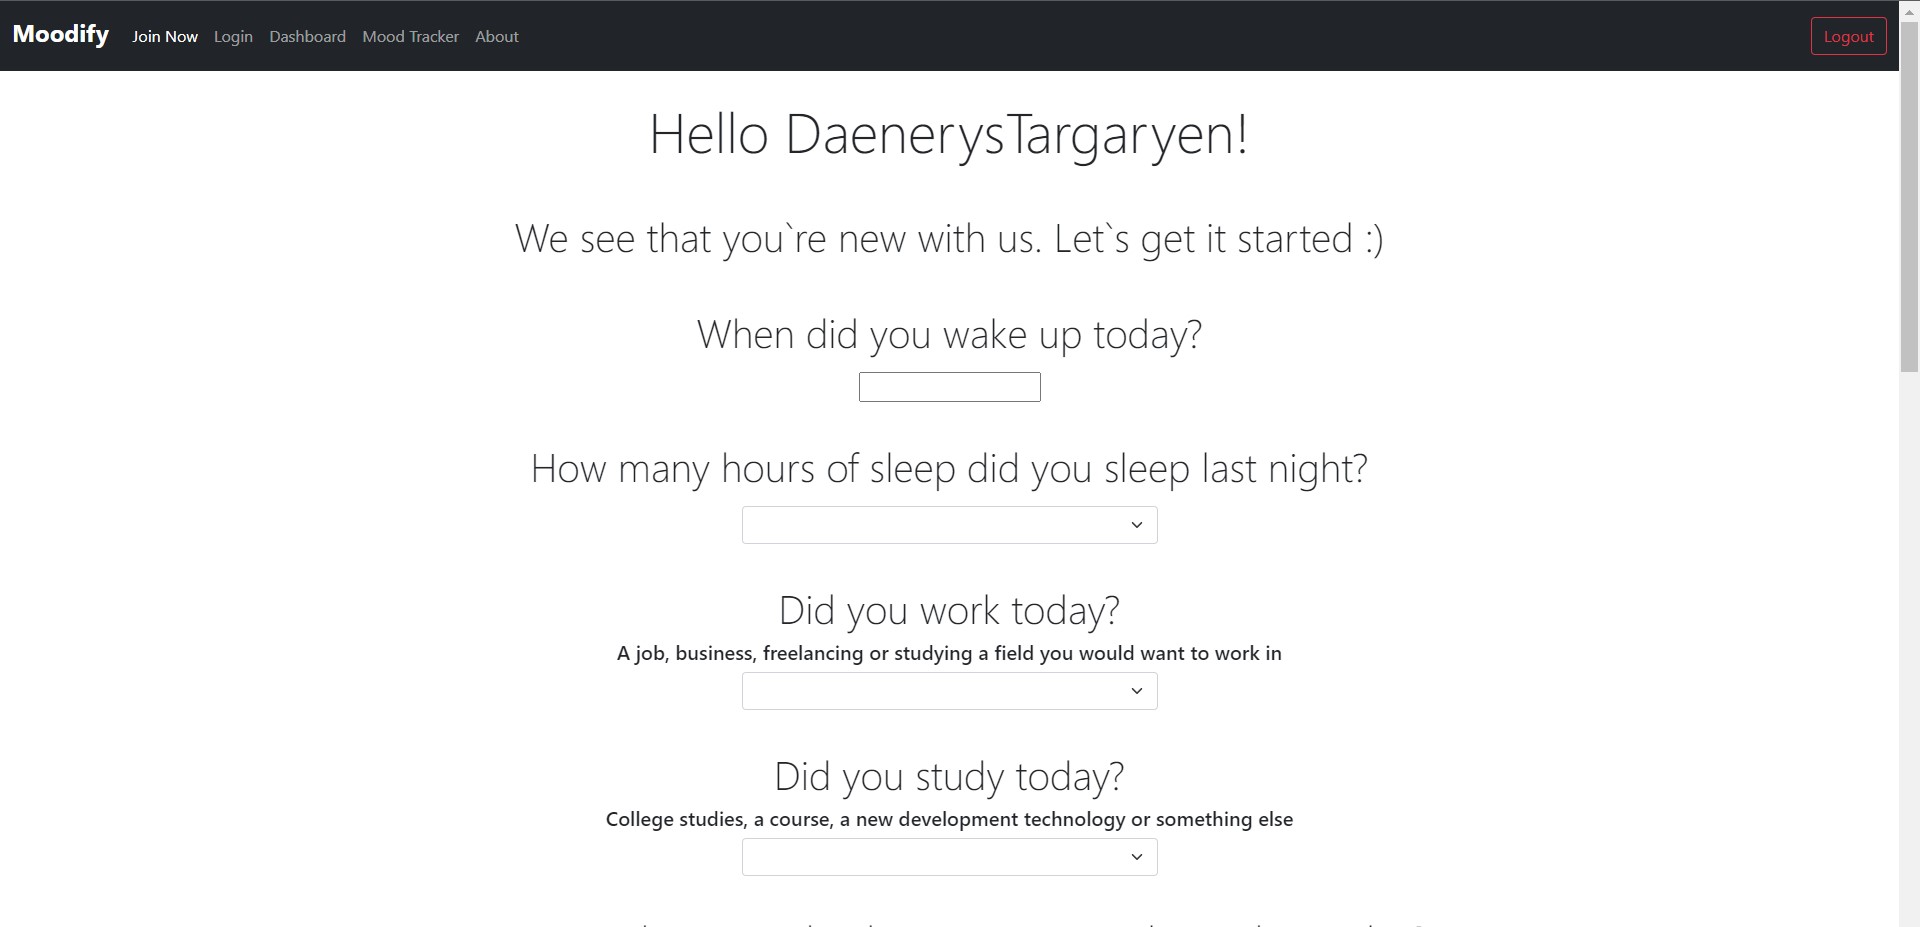 Moodify Join Now Login Dashboard Mood Tracker About Logout
Hello DaenerysTargaryen!
We see that you`re new with us. Let`s get it started :)
When did you wake up today?
How many hours of sleep did you sleep last night?
Did you work today?
A job, business, freelancing or studying a field you would want to work in
Did you study today?
College studies, a course, a new development technology or something else